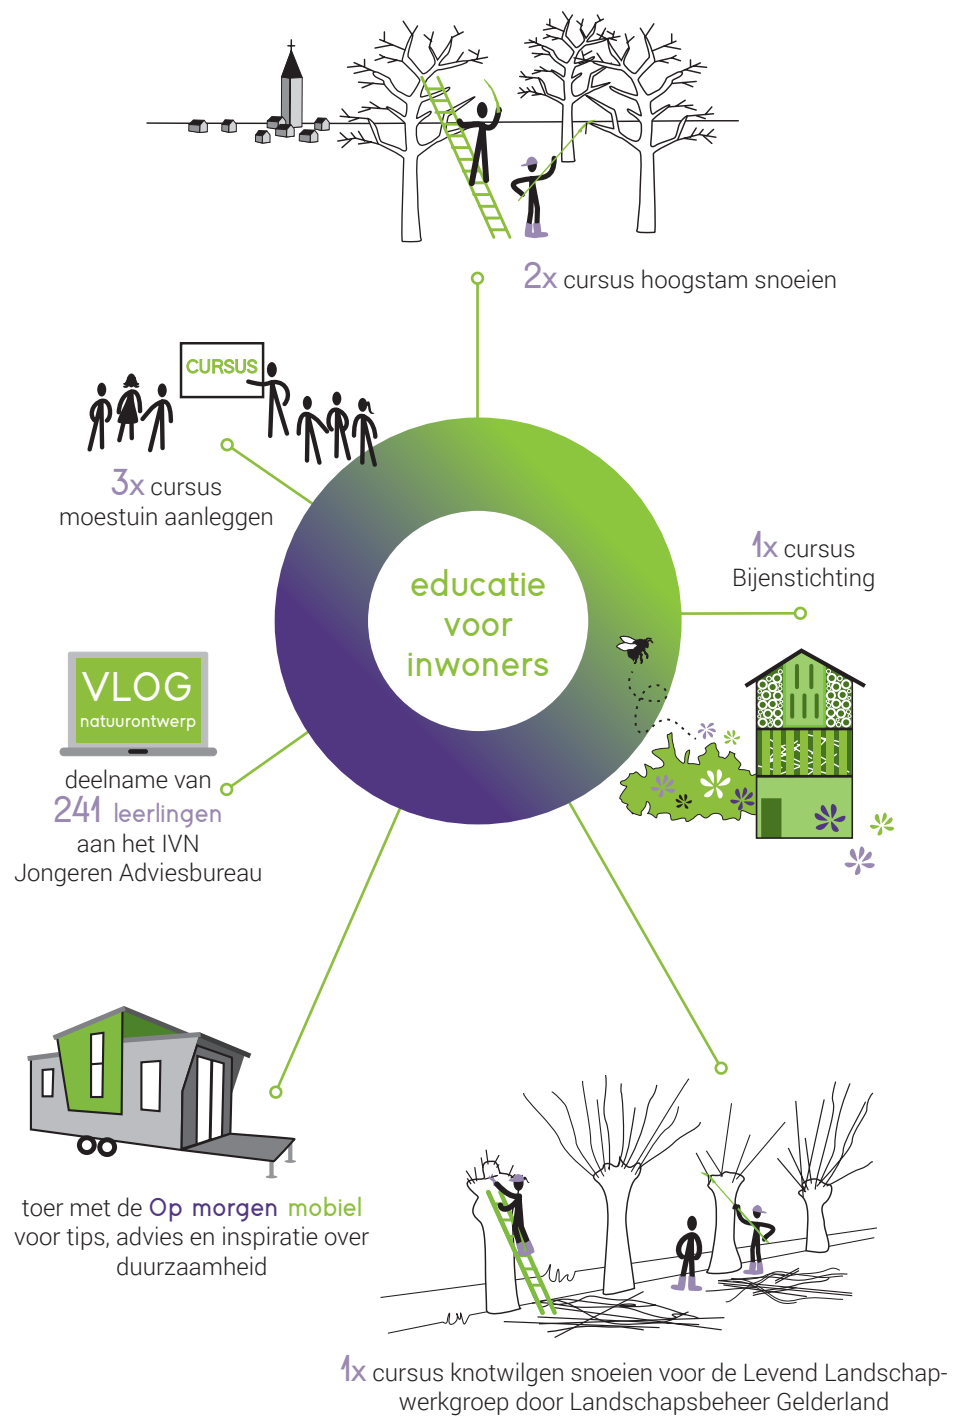 2x cursus hoogstam snoeien
CURSUS
3x cursus
moestuin aanleggen
educatie
voor
inwoners
1x cursus
Bijenstichting
VLOG
natuurontwerp
deelname van
241 leerlingen
aan het IVN
Jongeren Adviesbureau
toer met de Op morgen mobiel
voor tips, advies en inspiratie over
duurzaamheid
1x cursus knotwilgen snoeien voor de Levend Landschap-
werkgroep door Landschapsbeheer Gelderland